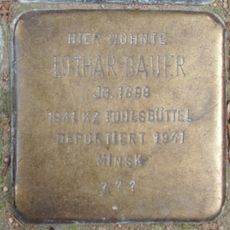 HIER WOHNTE
LOTHAR BAUER
JG. 1898
1941 KZ FUHLSBÜTTEL
DEPORTIERT 1941
MINSK
? ? ?